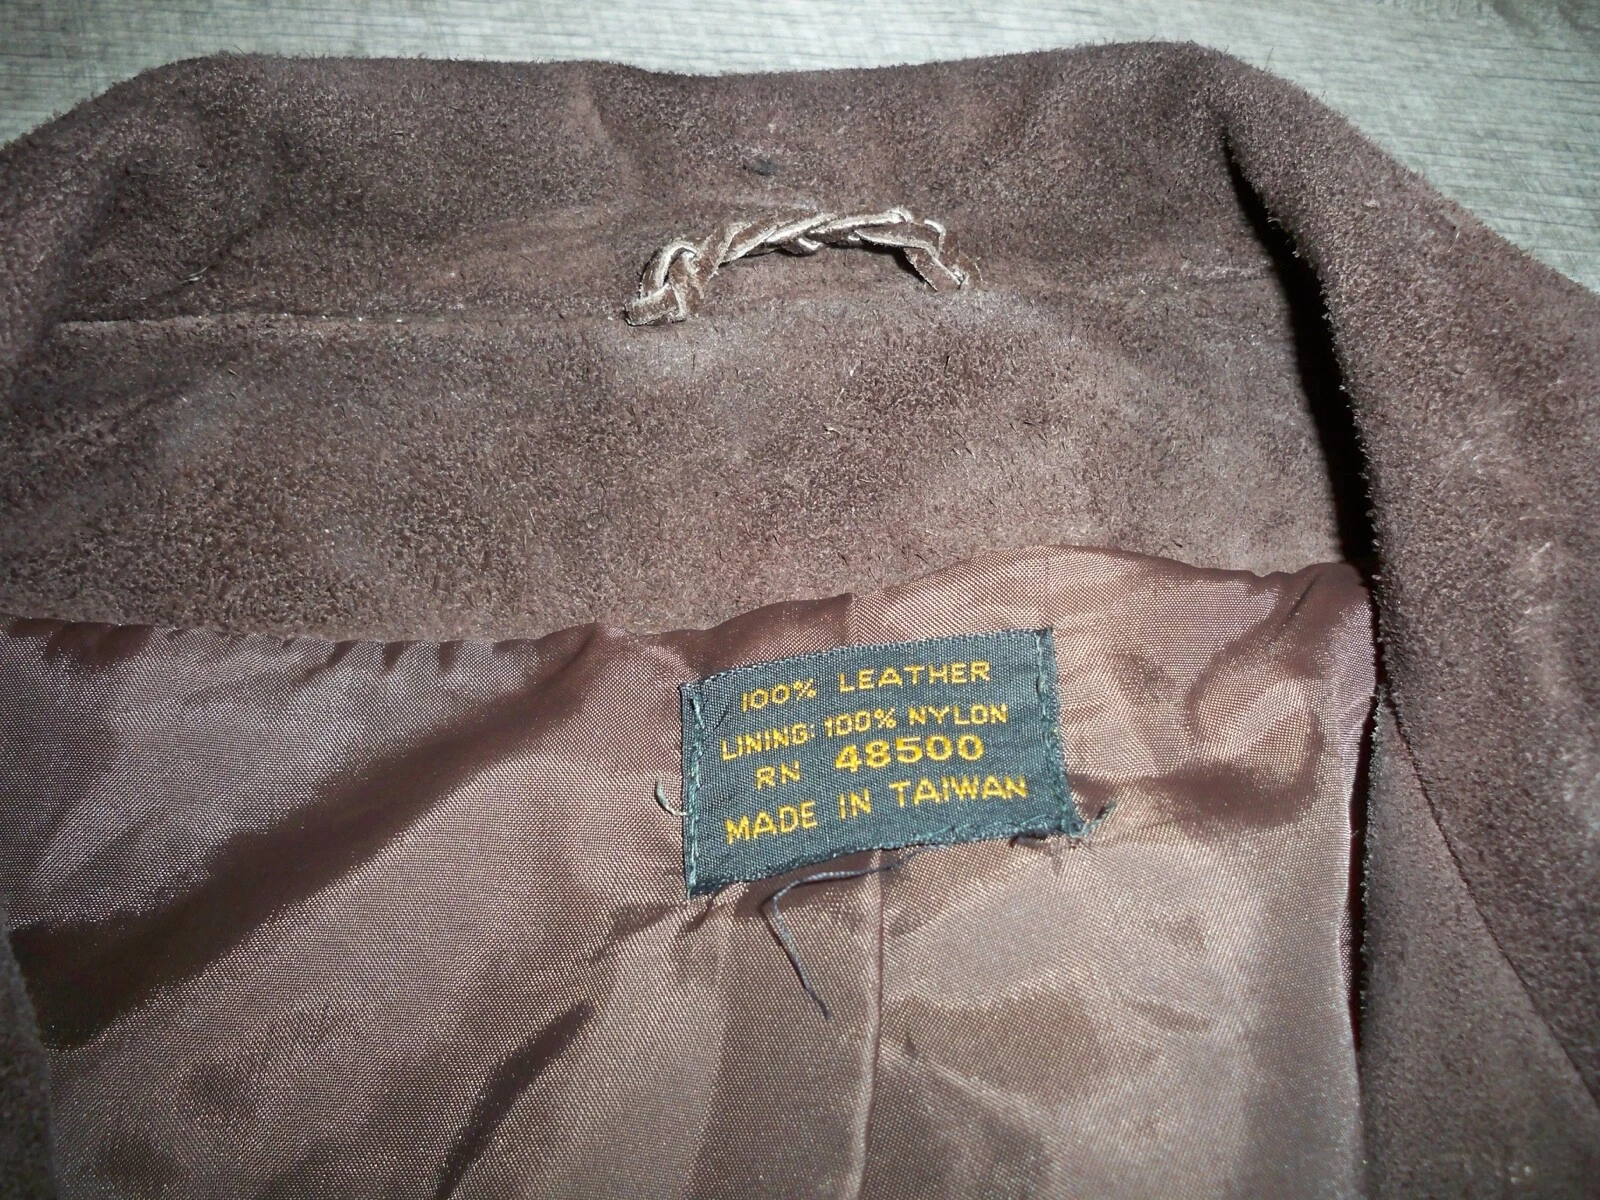 100% LEATHER
LINING: 100% NYLON
RN 48500
MADE IN TAIWAN